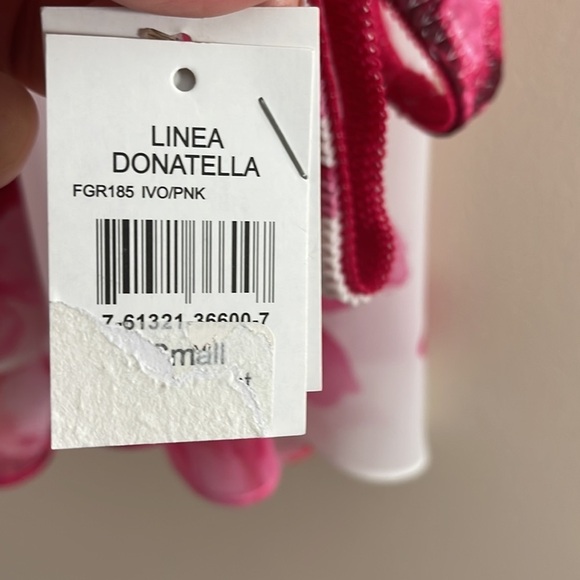 LINEA
DONATELLA
FGR185 IVO/PNK
7-61321-36600-7
Small